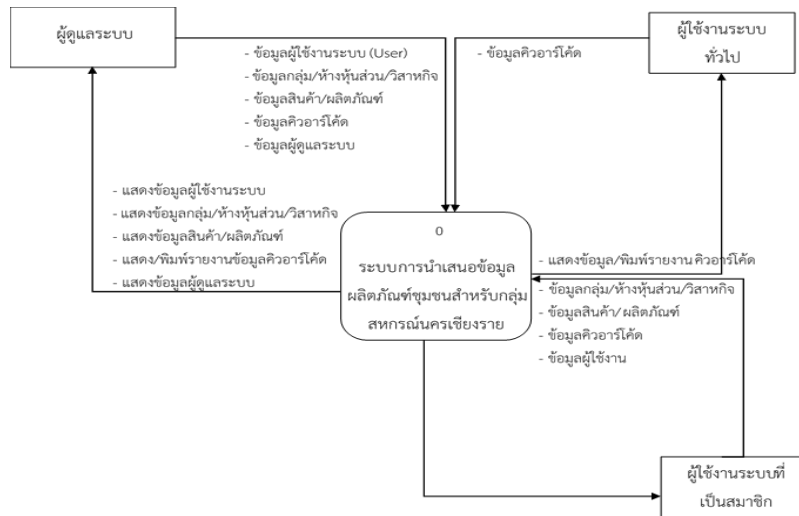 ผู้ดูแลระบบ
- ข้อมูลผู้ใช้งานระบบ (User)
- ข้อมูลกลุ่ม/ห้างหุ้นส่วน/วิสาหกิจ
- ข้อมูลสินค้า/ผลิตภัณฑ์
- ข้อมูลคิวอาร์โค้ด
- ข้อมูลผู้ดูแลระบบ
- ข้อมูลคิวอาร์โค้ด
ผู้ใช้งานระบบ
ทั่วไป
- แสดงข้อมูลผู้ใช้งานระบบ
- แสดงข้อมูลกลุ่ม/ห้างหุ้นส่วน/วิสาหกิจ
- แสดงข้อมูลสินค้า/ผลิตภัณฑ์
- แสดง/พิมพ์รายงานข้อมูลคิวอาร์โค้ด
- แสดงข้อมูลผู้ดูแลระบบ
0
ระบบการนำเสนอข้อมูล
ผลิตภัณฑ์ชุมชนสำหรับกลุ่ม
สหกรณ์นครเชียงราย
- แสดงข้อมูล/พิมพ์รายงาน คิวอาร์โค้ด
- ข้อมูลกลุ่ม/ห้างหุ้นส่วน/วิสาหกิจ
- ข้อมูลสินค้า/ ผลิตภัณฑ์
- ข้อมูลคิวอาร์โค้ด
- ข้อมูลผู้ใช้งาน
ผู้ใช้งานระบบที่
เป็นสมาชิก